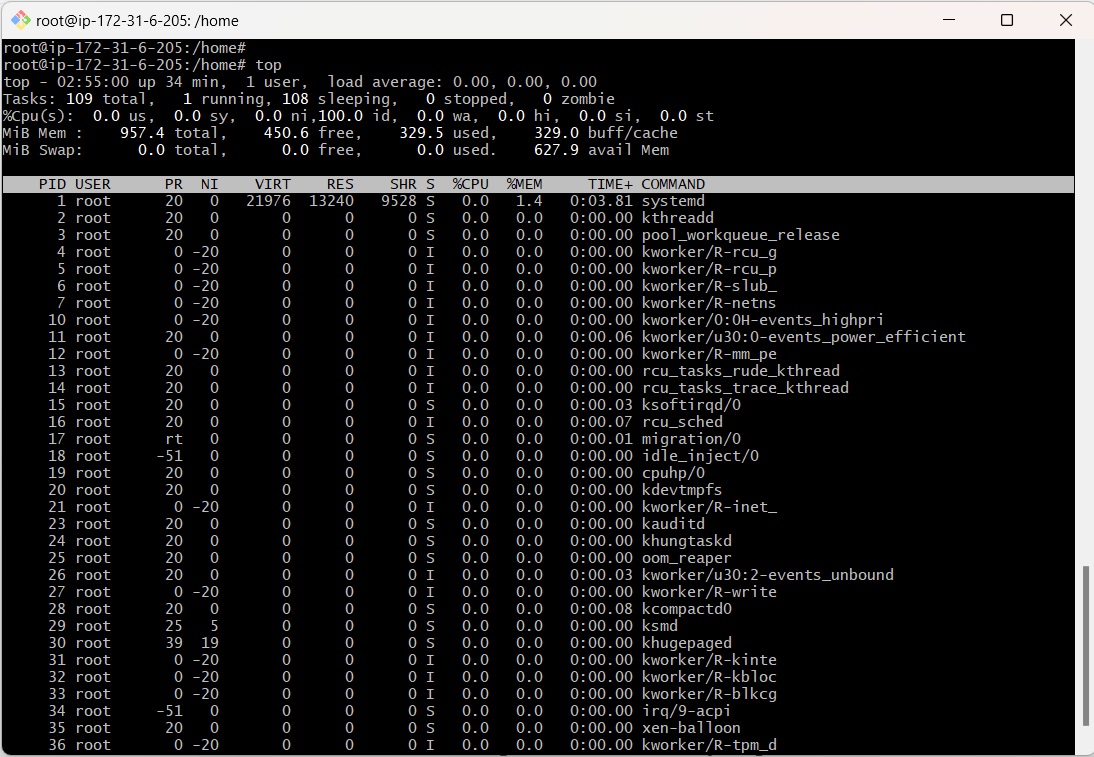 root@ip-172-31-6-205: /home
root@ip-172-31-6-205:/home#
root@ip-172-31-6-205:/home# top
top - 02:55:00 up 34 min,  1 user,  load average: 0.00, 0.00, 0.00
Tasks: 109 total,   1 running, 108 sleeping,   0 stopped,   0 zombie
%Cpu(s):  0.0 us,  0.0 sy,  0.0 ni,100.0 id,  0.0 wa,  0.0 hi,  0.0 si,  0.0 st
MiB Mem :    957.4 total,    450.6 free,    329.5 used,    329.0 buff/cache
MiB Swap:      0.0 total,      0.0 free,      0.0 used.    627.9 avail Mem
PID USER      PR  NI    VIRT    RES    SHR S  %CPU  %MEM     TIME+ COMMAND
1 root      20   0   21976  13240   9528 S   0.0   1.4   0:03.81 systemd
2 root      20   0       0      0      0 S   0.0   0.0   0:00.00 kthreadd
3 root      20   0       0      0      0 S   0.0   0.0   0:00.00 pool_workqueue_release
4 root       0 -20       0      0      0 I   0.0   0.0   0:00.00 kworker/R-rcu_g
5 root       0 -20       0      0      0 I   0.0   0.0   0:00.00 kworker/R-rcu_p
6 root       0 -20       0      0      0 I   0.0   0.0   0:00.00 kworker/R-slub_
7 root       0 -20       0      0      0 I   0.0   0.0   0:00.00 kworker/R-netns
10 root       0 -20       0      0      0 I   0.0   0.0   0:00.00 kworker/0:0H-events_highpri
11 root      20   0       0      0      0 I   0.0   0.0   0:00.06 kworker/u30:0-events_power_efficient
12 root       0 -20       0      0      0 I   0.0   0.0   0:00.00 kworker/R-mm_pe
13 root      20   0       0      0      0 I   0.0   0.0   0:00.00 rcu_tasks_rude_kthread
14 root      20   0       0      0      0 I   0.0   0.0   0:00.00 rcu_tasks_trace_kthread
15 root      20   0       0      0      0 S   0.0   0.0   0:00.03 ksoftirqd/0
16 root      20   0       0      0      0 I   0.0   0.0   0:00.07 rcu_sched
17 root      rt   0       0      0      0 S   0.0   0.0   0:00.01 migration/0
18 root     -51   0       0      0      0 S   0.0   0.0   0:00.00 idle_inject/0
19 root      20   0       0      0      0 S   0.0   0.0   0:00.00 cpuhp/0
20 root      20   0       0      0      0 S   0.0   0.0   0:00.00 kdevtmpfs
21 root       0 -20       0      0      0 I   0.0   0.0   0:00.00 kworker/R-inet_
23 root      20   0       0      0      0 S   0.0   0.0   0:00.00 kauditd
24 root      20   0       0      0      0 S   0.0   0.0   0:00.00 khungtaskd
25 root      20   0       0      0      0 S   0.0   0.0   0:00.00 oom_reaper
26 root      20   0       0      0      0 I   0.0   0.0   0:00.03 kworker/u30:2-events_unbound
27 root       0 -20       0      0      0 I   0.0   0.0   0:00.00 kworker/R-write
28 root      20   0       0      0      0 S   0.0   0.0   0:00.08 kcompactd0
29 root      25   5       0      0      0 S   0.0   0.0   0:00.00 ksmd
30 root      39  19       0      0      0 S   0.0   0.0   0:00.00 khugepaged
31 root       0 -20       0      0      0 I   0.0   0.0   0:00.00 kworker/R-kinte
32 root       0 -20       0      0      0 I   0.0   0.0   0:00.00 kworker/R-kbloc
33 root       0 -20       0      0      0 I   0.0   0.0   0:00.00 kworker/R-blkcg
34 root     -51   0       0      0      0 S   0.0   0.0   0:00.00 irq/9-acpi
35 root      20   0       0      0      0 S   0.0   0.0   0:00.00 xen-balloon
36 root       0 -20       0      0      0 I   0.0   0.0   0:00.00 kworker/R-tpm_d